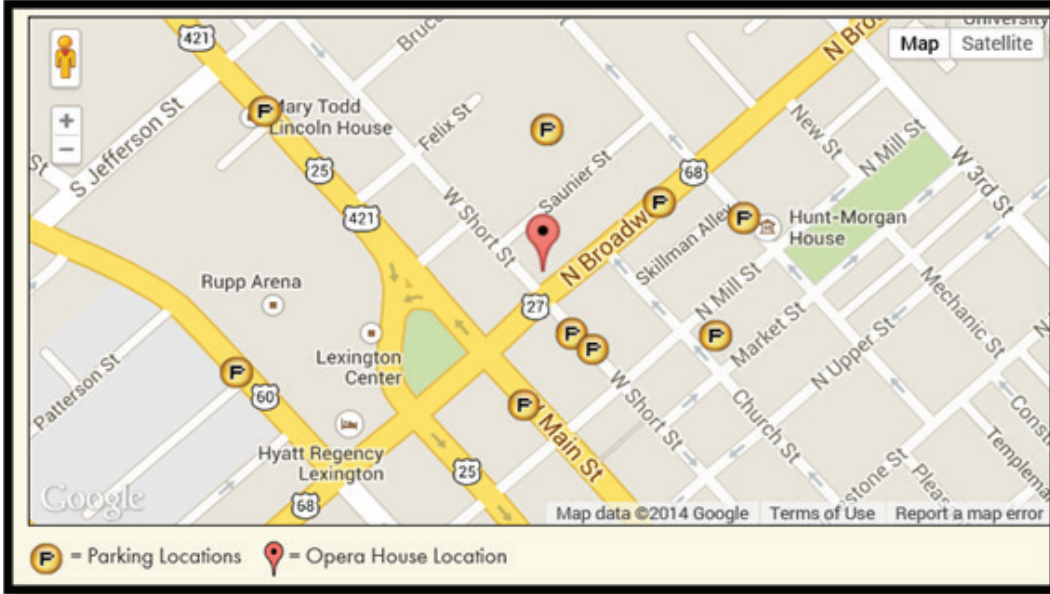 University
421
Bruce
N Bro
Map
Satellite
Mary Todd
Lincoln House
S Jefferson St
Felix St
New St
N Mill St
W 3rd St
St
25
68
Saunier St
421
W Short St
N Broadw
Skillman Alley
Hunt-Morgan
House
Rupp Arena
27
N Mill St
Mechanic St
Market St
N Upper St
Lexington
Center
Patterson St
60
W Short St
Church St
Main St
Hyatt Regency
Lexington
25
68
Const
Templema
Pleas
stone St
Google
Map data ©2014 Google
Terms of Use
Report a map error
P = Parking Locations
= Opera House Location